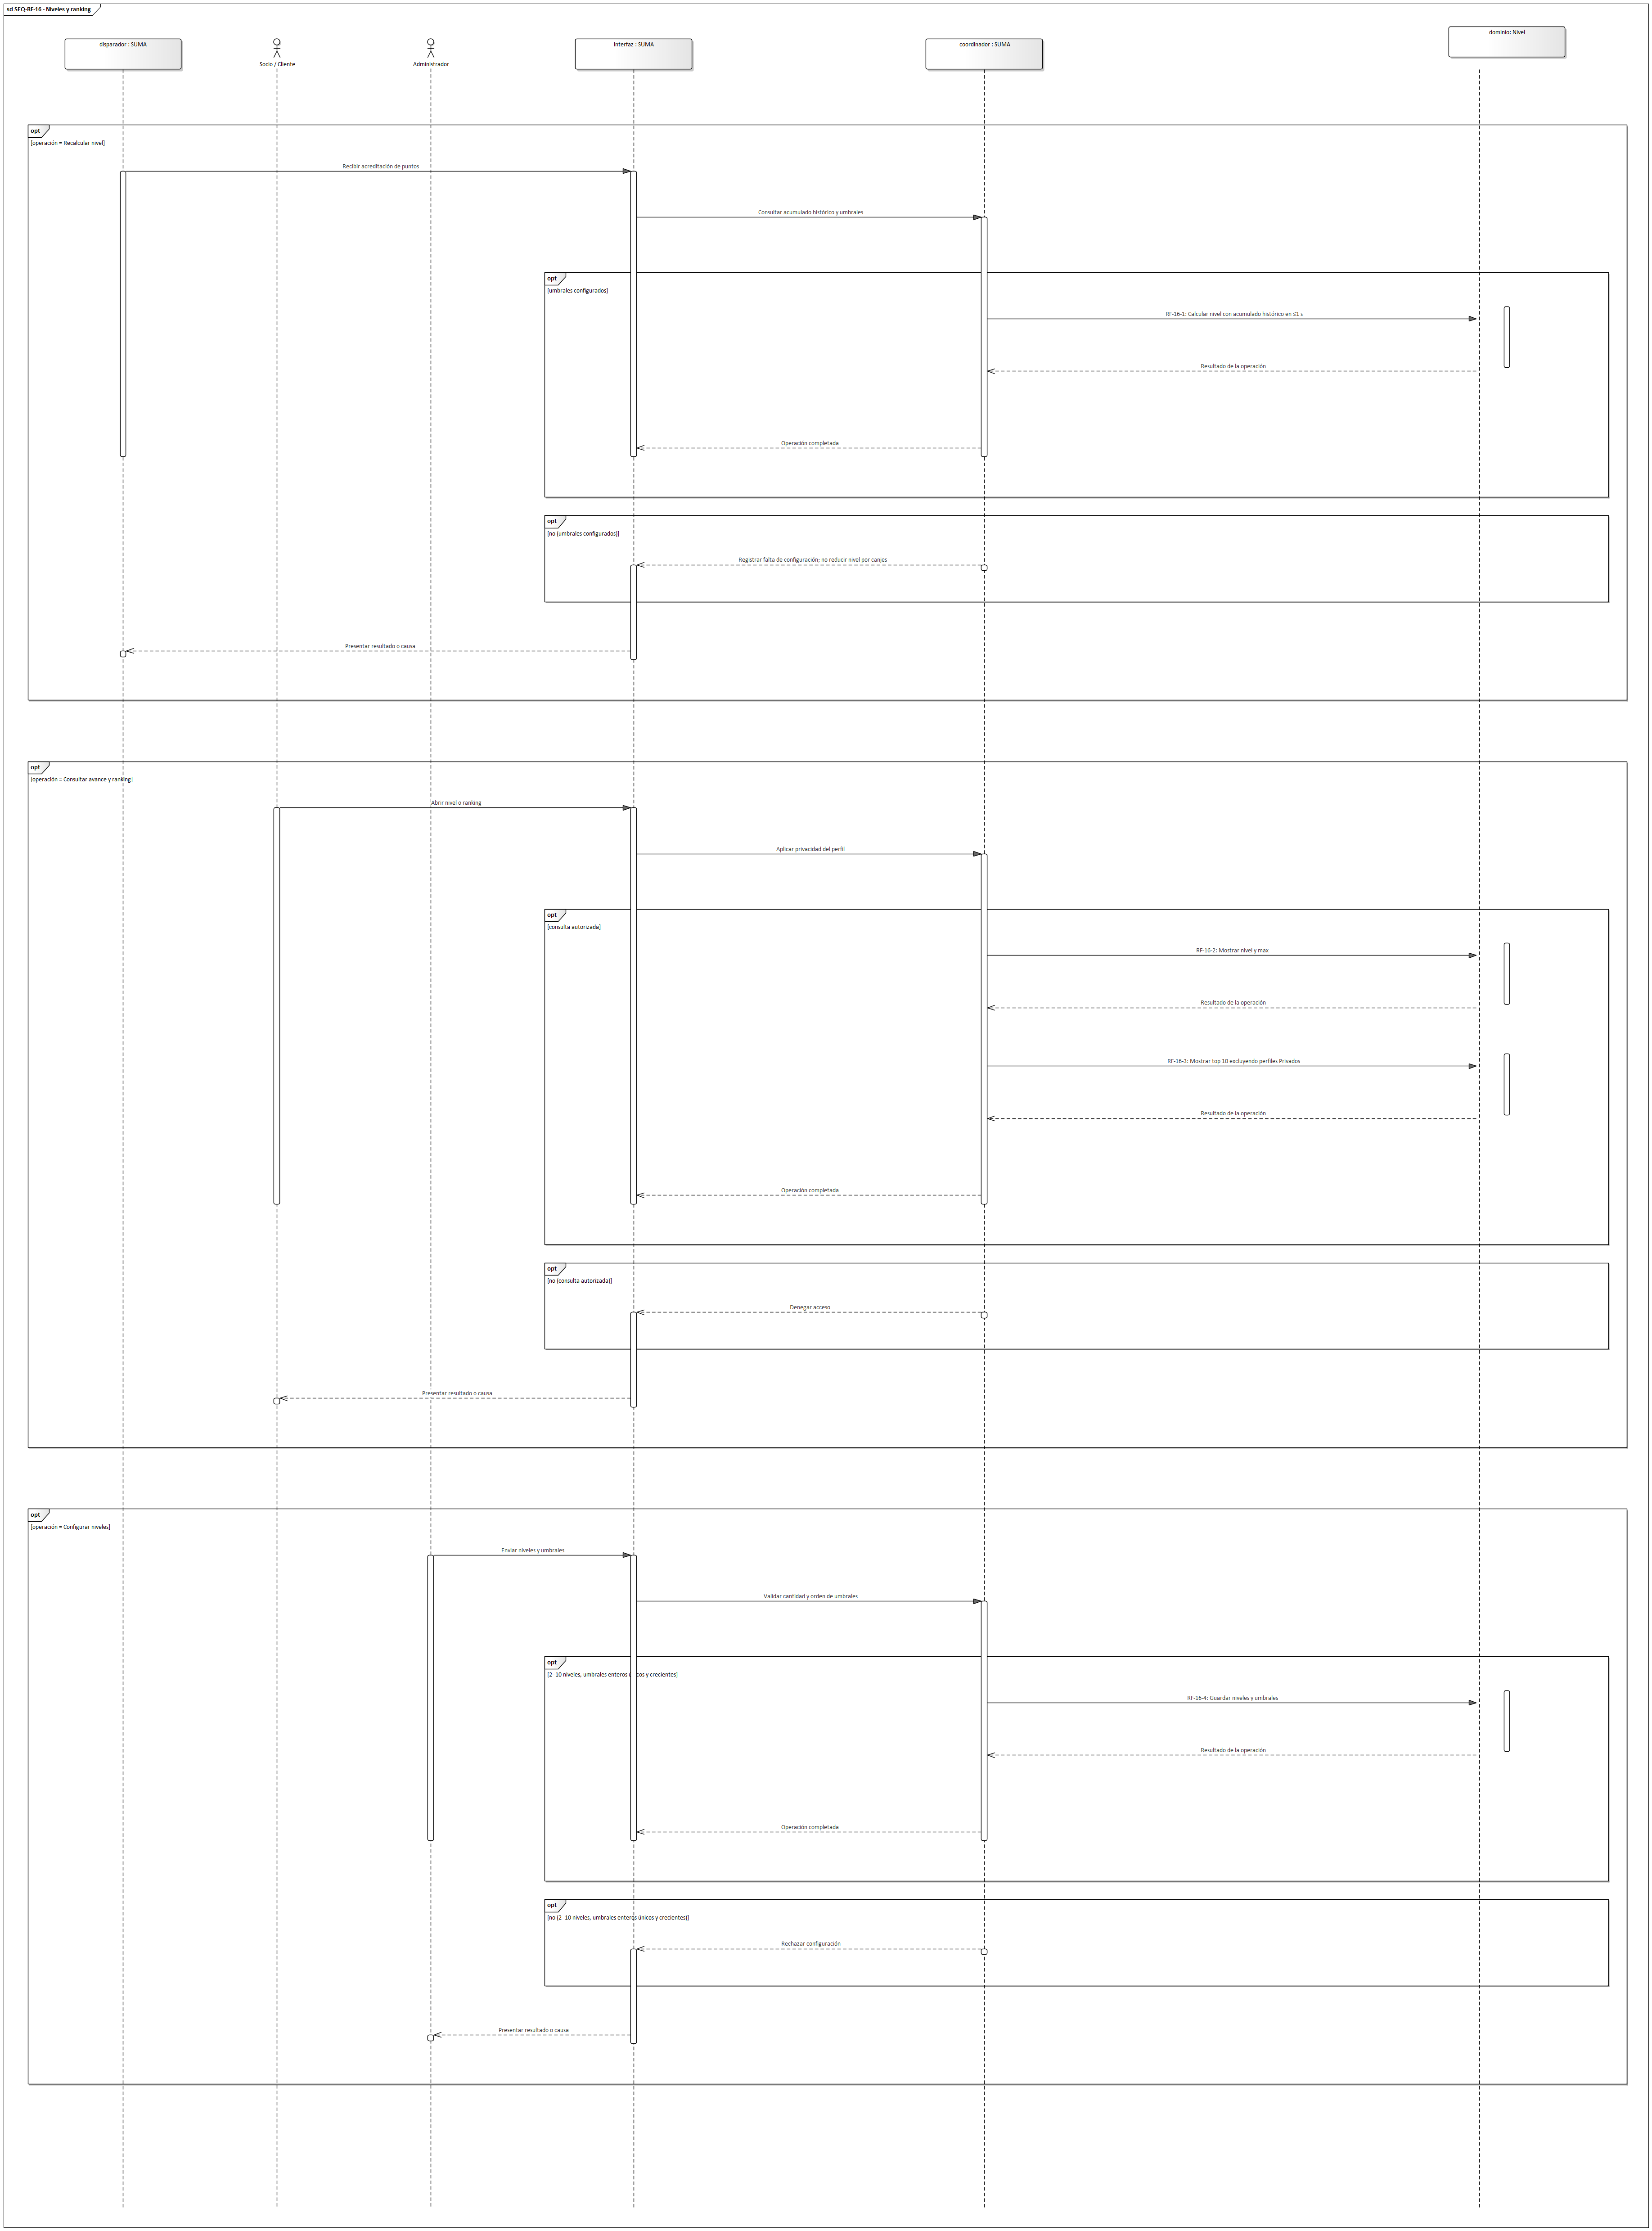 sd SEQ-RF-16 - Niveles y ranking
disparador : SUMA
Socio / Cliente
Administrador
interfaz : SUMA
coordinador : SUMA
dominio: Nivel
opt
[operación = Recalcular nivel]
Recibir acreditación de puntos
Consultar acumulado histórico y umbrales
opt
[umbrales configurados]
RF-16-1: Calcular nivel con acumulado histórico en ≤1 s
Resultado de la operación
Operación completada
opt
[no (umbrales configurados)]
Registrar falta de configuración; no reducir nivel por canjes
Presentar resultado o causa
opt
[operación = Consultar avance y ranking]
Abrir nivel o ranking
Aplicar privacidad del perfil
opt
[consulta autorizada]
RF-16-2: Mostrar nivel y max
Resultado de la operación
RF-16-3: Mostrar top 10 excluyendo perfiles Privados
Resultado de la operación
Operación completada
opt
[no (consulta autorizada)]
Denegar acceso
Presentar resultado o causa
opt
[operación = Configurar niveles]
Enviar niveles y umbrales
Validar cantidad y orden de umbrales
opt
[2–10 niveles, umbrales enteros únicos y crecientes]
RF-16-4: Guardar niveles y umbrales
Resultado de la operación
Operación completada
opt
[no (2–10 niveles, umbrales enteros únicos y crecientes)]
Rechazar configuración
Presentar resultado o causa